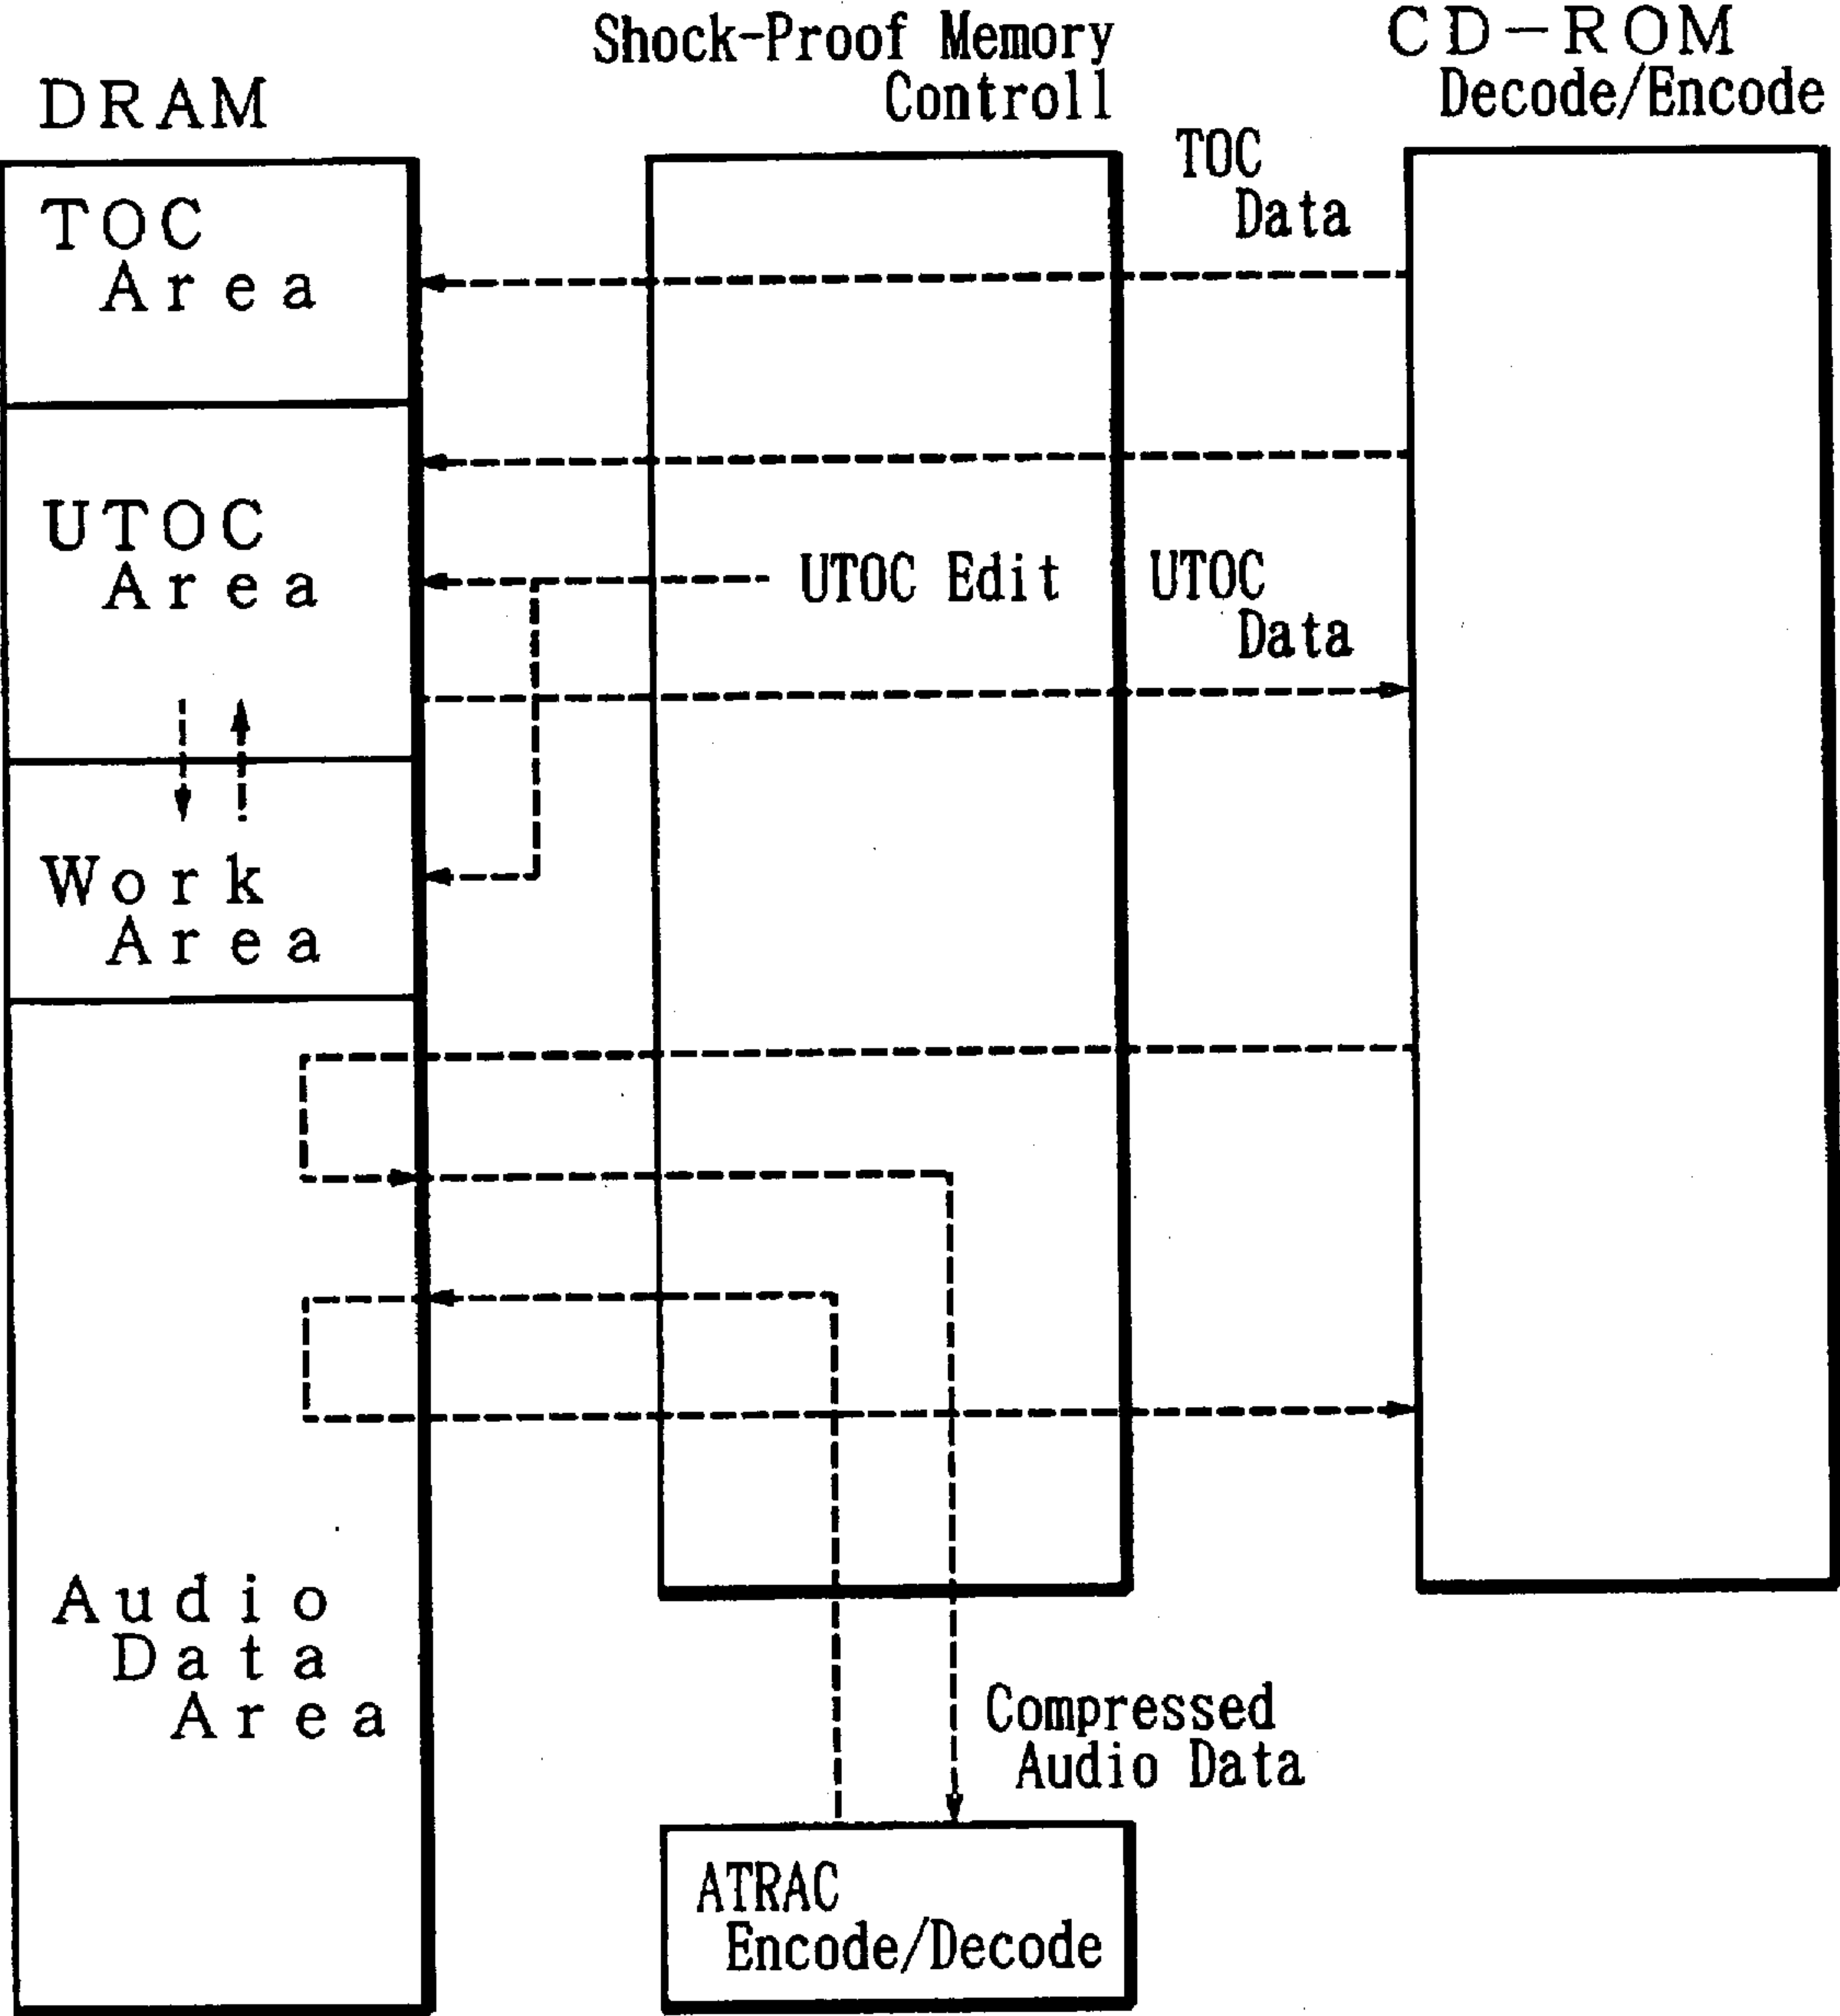 Shock-Proof Memory
Controll
CD-ROM
Decode/Encode
DRAM
TOC
Data
TOC
Area
UTOC
Area
UTOC Edit
UTOC
Data
Work
Area
Audio
Data
Area
Compressed
Audio Data
ATRAC
Encode/Decode